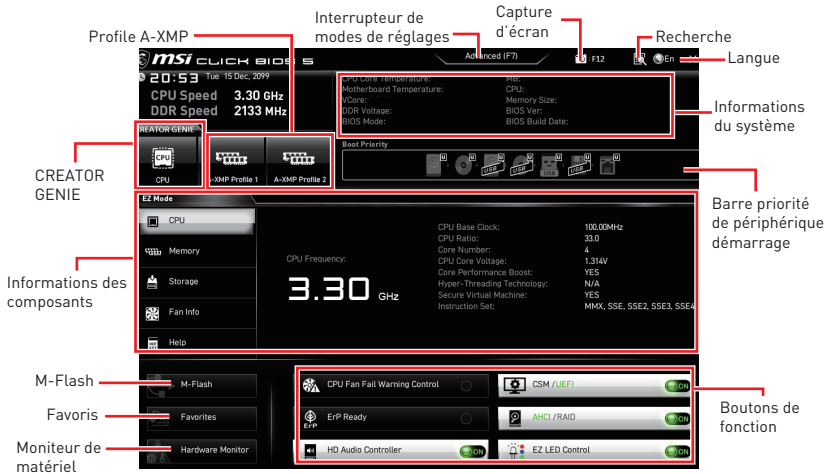 Profile A-XMP
Interrupteur de
modes de réglages
Capture
d'écran
Recherche
Langue
msi CLICK BIOS 5
Advanced (F7)
F12
En
20:53 Tue 15 Dec, 2099
CPU Speed 3.30 GHz
DDR Speed 2133 MHz
CPU Core Temperature:
Motherboard Temperature:
VCore:
DDR Voltage:
BIOS Mode:
MB:
CPU:
Memory Size:
BIOS Ver:
BIOS Build Date:
Informations
du système
CREATOR GENIE
CPU
CPU
A-XMP Profile 1
A-XMP Profile 2
Boot Priority
U
U
USB U
USB U
USB U
USB U
U
CREATOR
GENIE
Barre priorité
de périphérique
démarrage
EZ Mode
CPU
Memory
Storage
Fan Info
Help
CPU Frequency:
3.30 GHz
CPU Base Clock: 100.00MHz
CPU Ratio: 33.0
Core Number: 4
CPU Core Voltage: 1.314V
Core Performance Boost: YES
Hyper-Threading Technology: N/A
Secure Virtual Machine: YES
Instruction Set: MMX, SSE, SSE2, SSE3, SSE4
Informations des
composants
M-Flash
Favoris
Moniteur de
matériel
M-Flash
Favorites
Hardware Monitor
CPU Fan Fail Warning Control
ErP
ErP Ready
HD Audio Controller ON
CSM /UEFI ON
AHCI /RAID ON
EZ LED Control ON
Boutons de
fonction